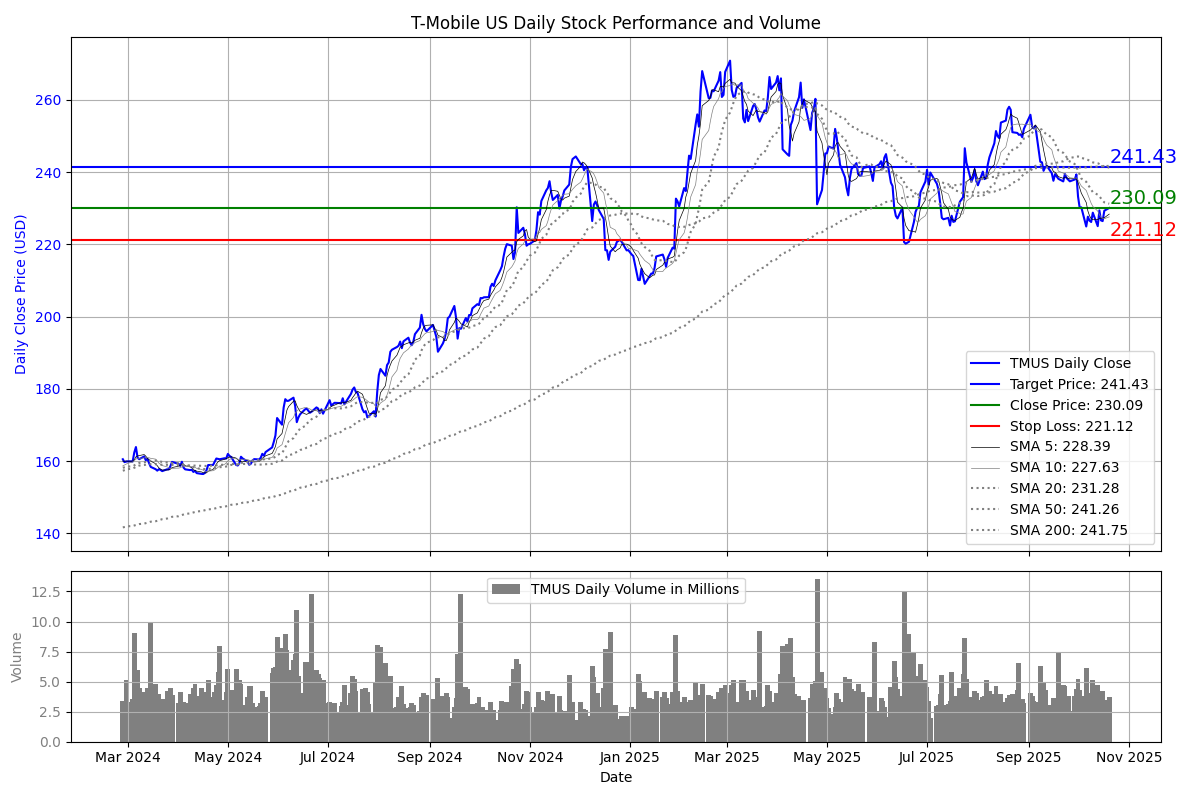 T-Mobile US Daily Stock Performance and Volume
Daily Close Price (USD)
260
240
220
200
180
160
140
241.43
230.09
221.12
TMUS Daily Close
Target Price: 241.43
Close Price: 230.09
Stop Loss: 221.12
SMA 5: 228.39
SMA 10: 227.63
SMA 20: 231.28
SMA 50: 241.26
SMA 200: 241.75
Volume
12.5
10.0
7.5
5.0
2.5
0.0
TMUS Daily Volume in Millions
Mar 2024 May 2024 Jul 2024 Sep 2024 Nov 2024 Jan 2025 Mar 2025 May 2025 Jul 2025 Sep 2025 Nov 2025
Date